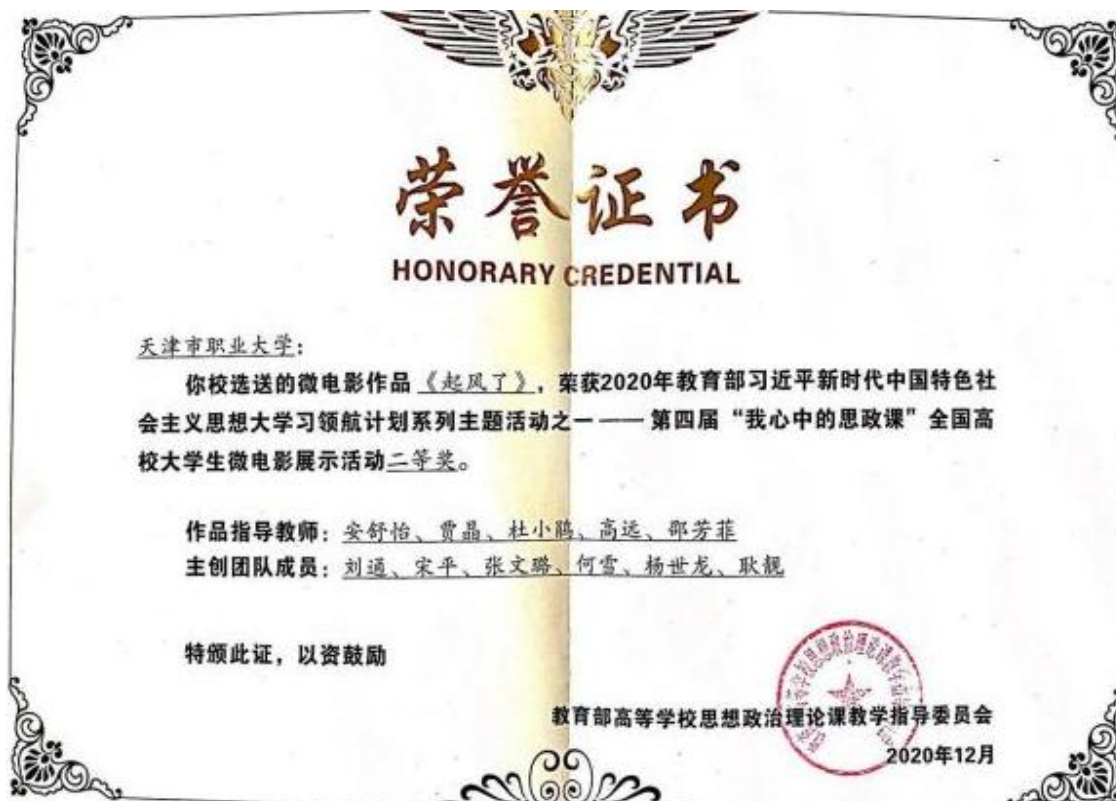 荣誉证书
HONORARY CREDENTIAL
天津市职业大学：
你校选送的微电影作品《起风了》，荣获2020年教育部习近平新时代中国特色社
会主义思想大学习领航计划系列主题活动之一——第四届“我心中的思政课”全国高
校大学生微电影展示活动二等奖。
作品指导教师：安舒怡、贾晶、杜小鹃、高远、邵芳菲
主创团队成员：刘通、宋平、张文璐、何雪、杨世龙、耿靓
特颁此证，以资鼓励
教育部高等学校思想政治理论课教学指导委员会
2020年12月